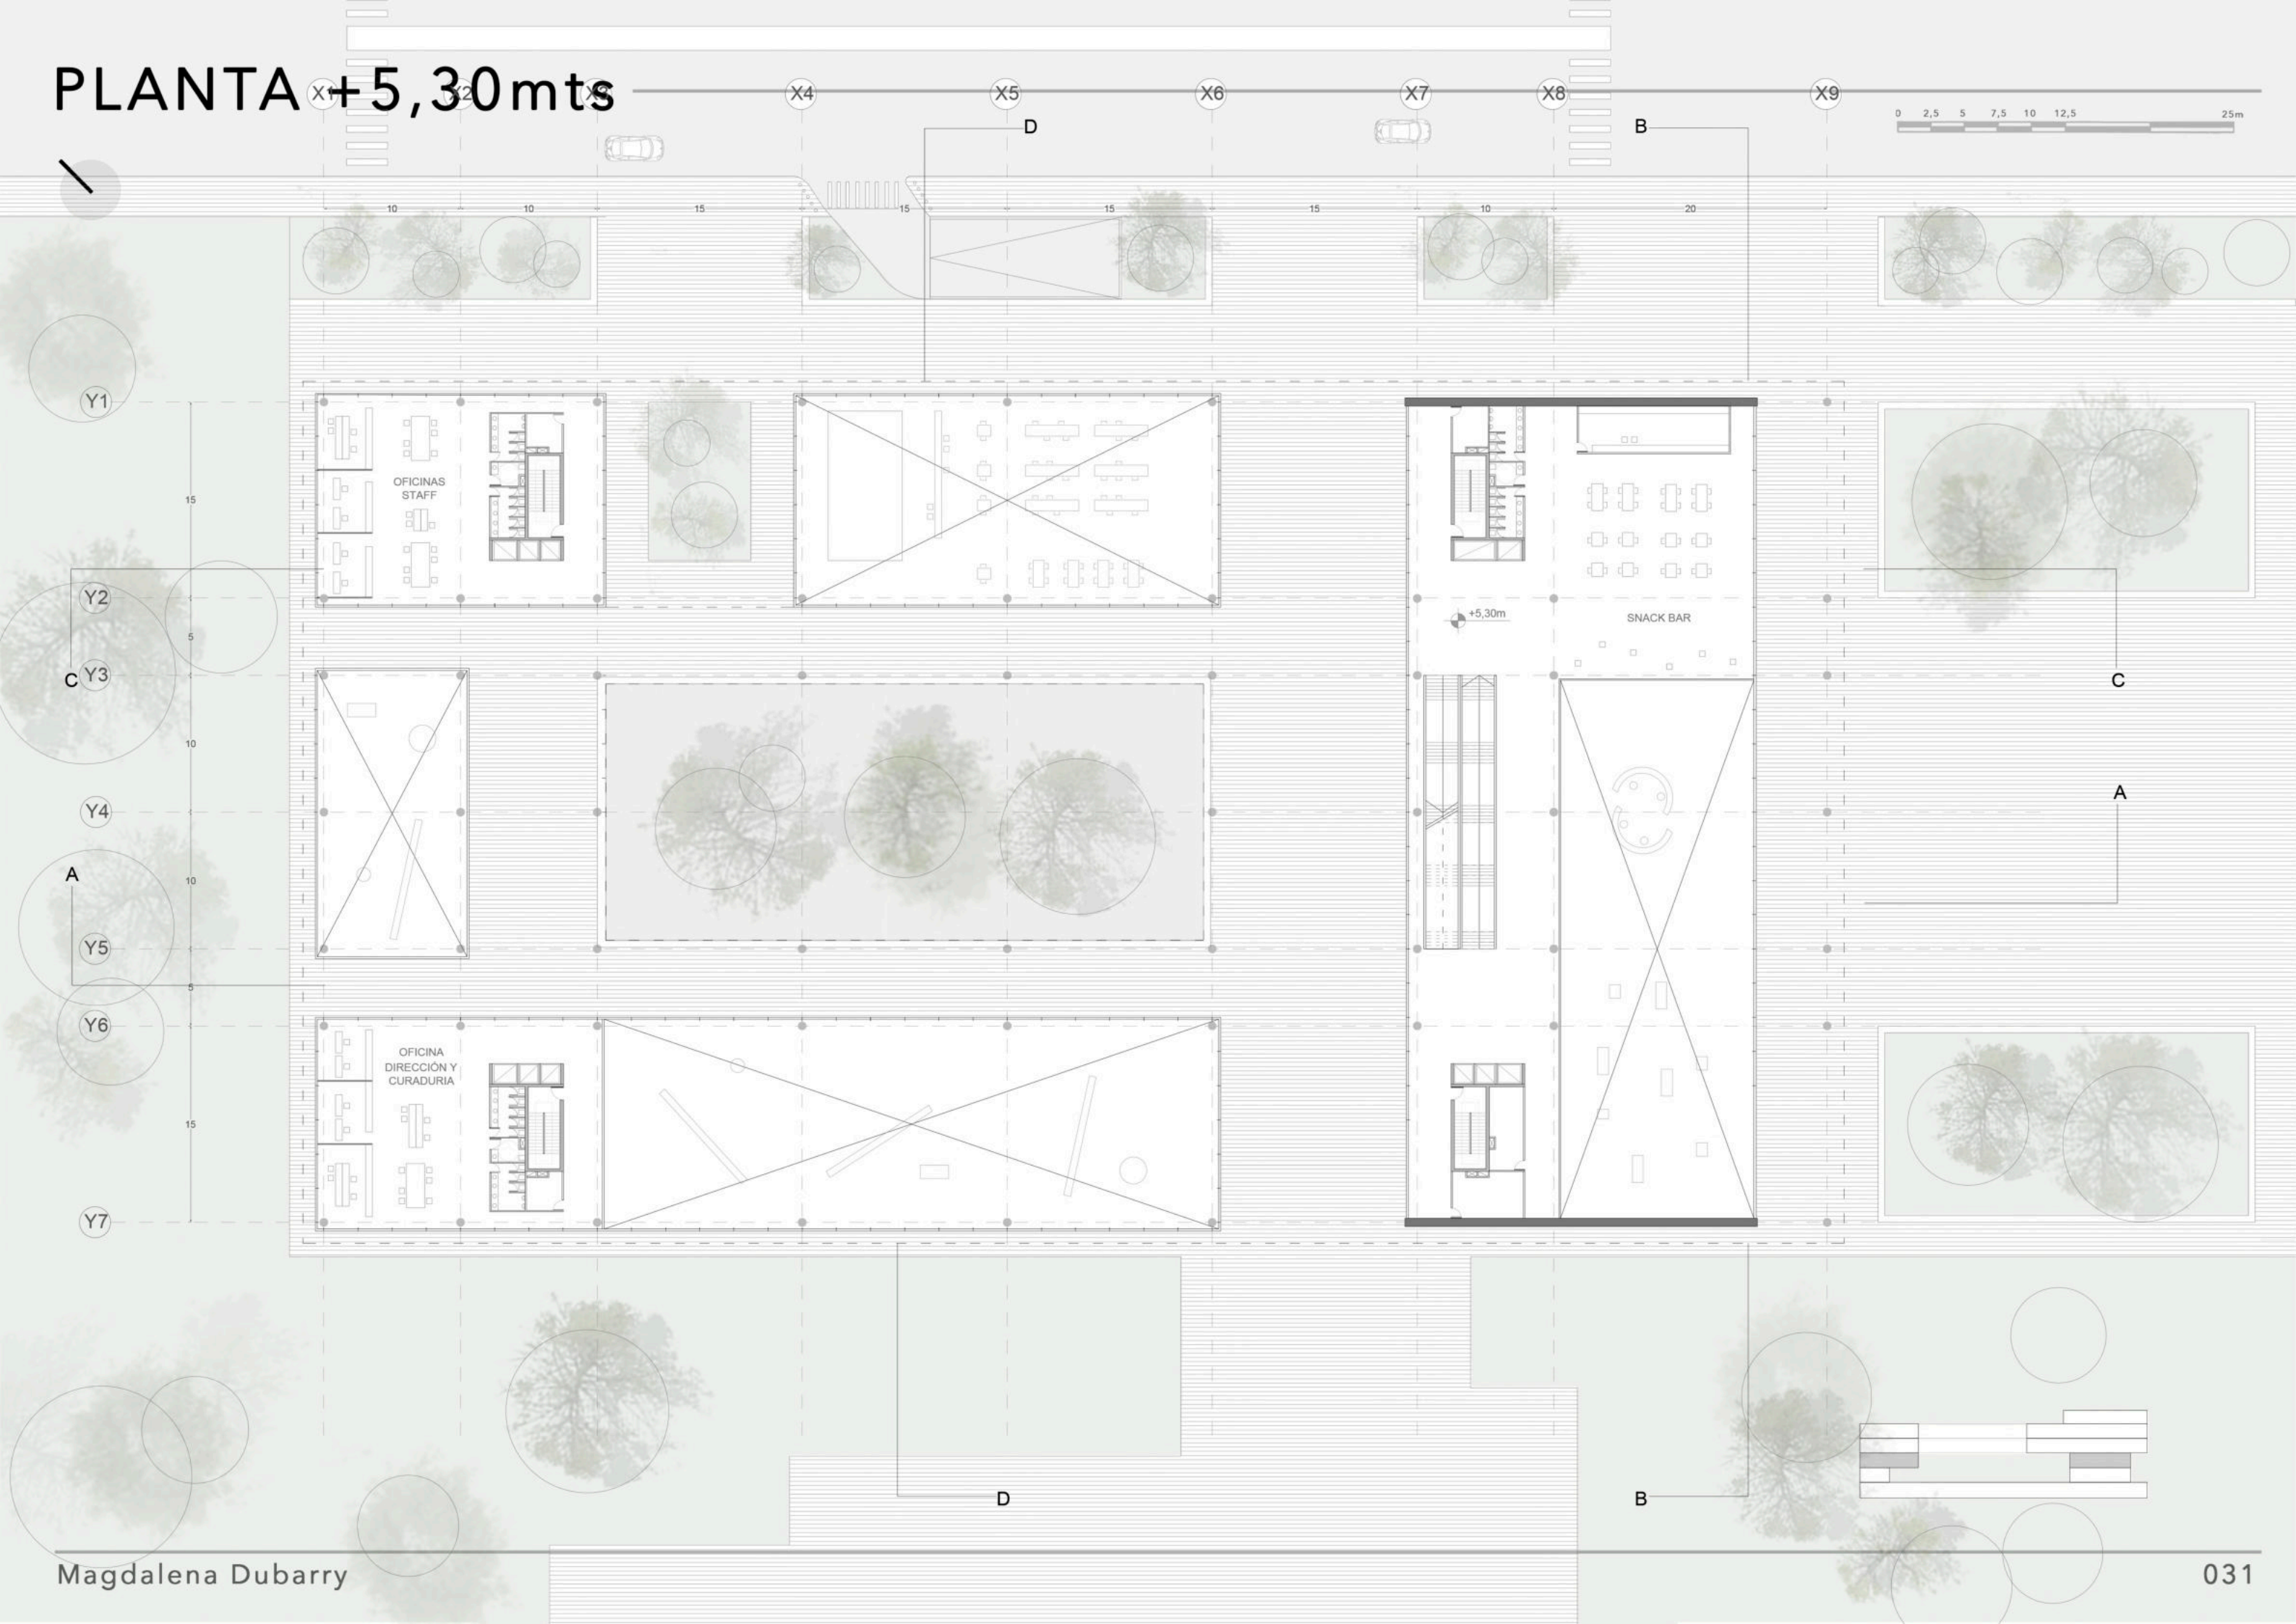 PLANTA +5,30mts
X1 X2 X3 X4 X5 X6 X7 X8 X9
0 2,5 5 7,5 10 12,5 25m
D B
10 10 15 15 15 15 10 20
Y1
15
OFICINAS
STAFF
Y2
5
+5,30m
SNACK BAR
C Y3
C
10
A
Y4
A
10
Y5
5
Y6
OFICINA
DIRECCIÓN Y
CURADURIA
15
Y7
D B
Magdalena Dubarry
031